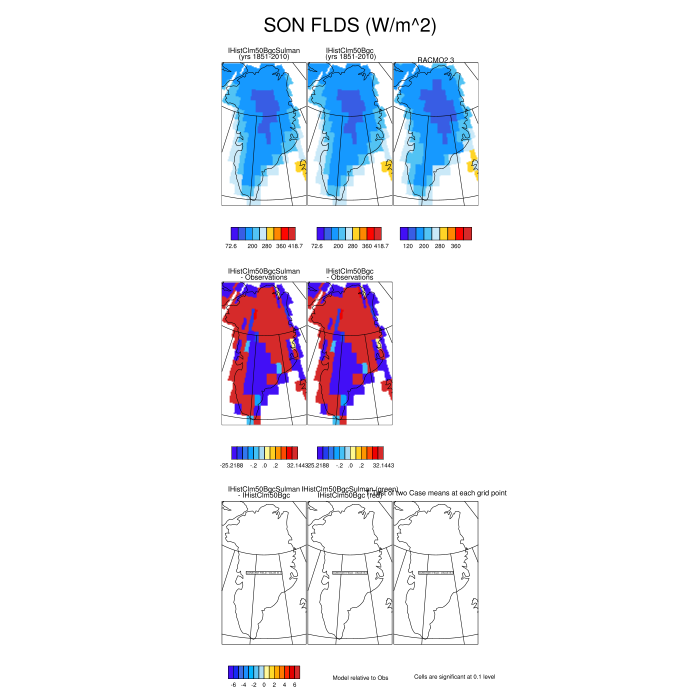 SON FLDS (W/m^2)
IHistClm50BgcSulman
(yrs 1851-2010)
IHistClm50Bgc
(yrs 1851-2010)
RACMO2.3
72.6 200 280 360 418.7
72.6 200 280 360 418.7
120 200 280 360
IHistClm50BgcSulman
- Observations
IHistClm50Bgc
- Observations
-25.2188 -.2 .0 .2 32.1443
-25.2188 -.2 .0 .2 32.1443
IHistClm50BgcSulman
- IHistClm50Bgc
IHistClm50BgcSulman (green)
IHistClm50Bgc (red)
T-Test of two Case means at each grid point
-6 -4 -2 0 2 4 6
Model relative to Obs
Cells are significant at 0.1 level